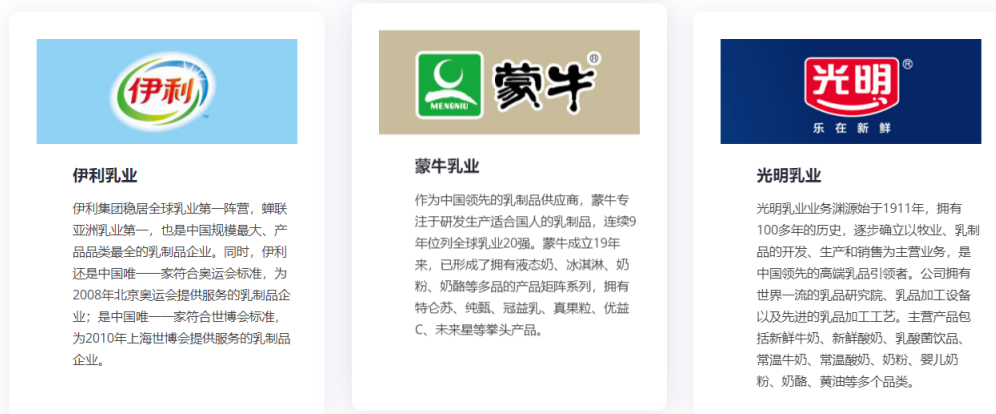 伊利
伊利乳业
伊利集团稳居全球乳业第一阵营，蝉联
亚洲乳业第一，也是中国规模最大、产
品品类最全的乳制品企业。同时，伊利
还是中国唯一一家符合奥运会标准，为
2008年北京奥运会提供服务的乳制品企
业；是中国唯一一家符合世博会标准，
为2010年上海世博会提供服务的乳制品
企业。
MENGNIU
蒙牛®
蒙牛乳业
作为中国领先的乳制品供应商，蒙牛专
注于研发生产适合国人的乳制品，连续9
年位列全球乳业20强。蒙牛成立19年
来，已形成了拥有液态奶、冰淇淋、奶
粉、奶酪等多品的产品矩阵系列，拥有
特仑苏、纯甄、冠益乳、真果粒、优益
C、未来星等拳头产品。
光明®
乐在新鲜
光明乳业
光明乳业业务渊源始于1911年，拥有
100多年的历史，逐步确立以牧业、乳制
品的开发、生产和销售为主营业务，是
中国领先的高端乳品引领者。公司拥有
世界一流的乳品研究院、乳品加工设备
以及先进的乳品加工工艺。主营产品包
括新鲜牛奶、新鲜酸奶、乳酸菌饮品、
常温牛奶、常温酸奶、奶粉、婴儿奶
粉、奶酪、黄油等多个品类。